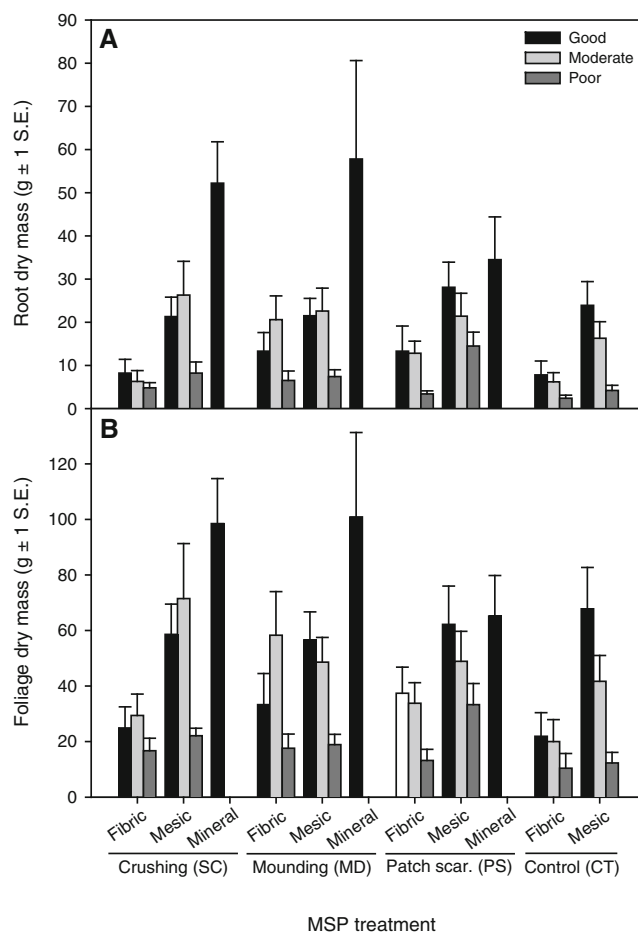 A
Good
Moderate
Poor
Root dry mass (g ± 1 S.E.)
90
80
70
60
50
40
30
20
10
0
B
Foliage dry mass (g ± 1 S.E.)
120
100
80
60
40
20
0
Fibric Mesic Mineral Fibric Mesic Mineral Fibric Mesic Mineral Fibric Mesic
Crushing (SC) Mounding (MD) Patch scar. (PS) Control (CT)
MSP treatment